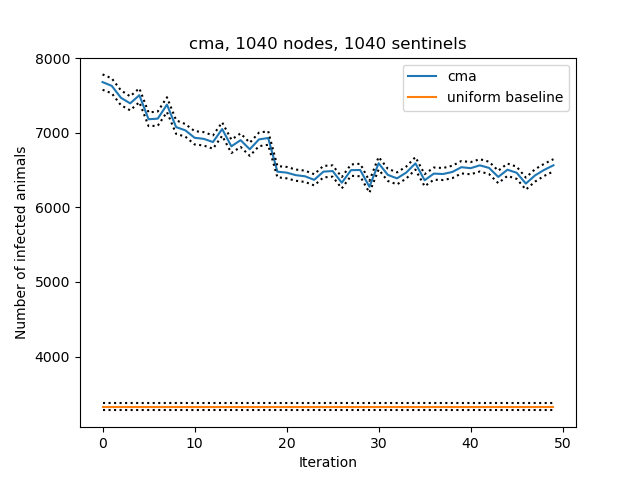 cma, 1040 nodes, 1040 sentinels
8000
7000
6000
5000
4000
Number of infected animals
cma
uniform baseline
0 10 20 30 40 50
Iteration